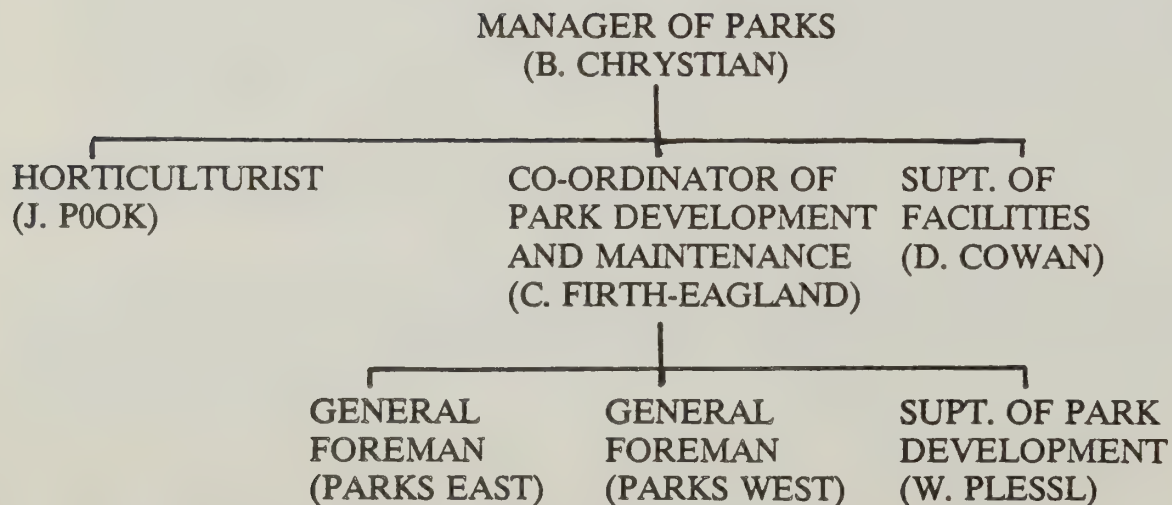 MANAGER OF PARKS
(B. CHRYSTIAN)
HORTICULTURIST
(J. POOK)
CO-ORDINATOR OF
PARK DEVELOPMENT
AND MAINTENANCE
(C. FIRTH-EAGLAND)
SUPT. OF
FACILITIES
(D. COWAN)
GENERAL
FOREMAN
(PARKS EAST)
GENERAL
FOREMAN
(PARKS WEST)
SUPT. OF PARK
DEVELOPMENT
(W. PLESSL)